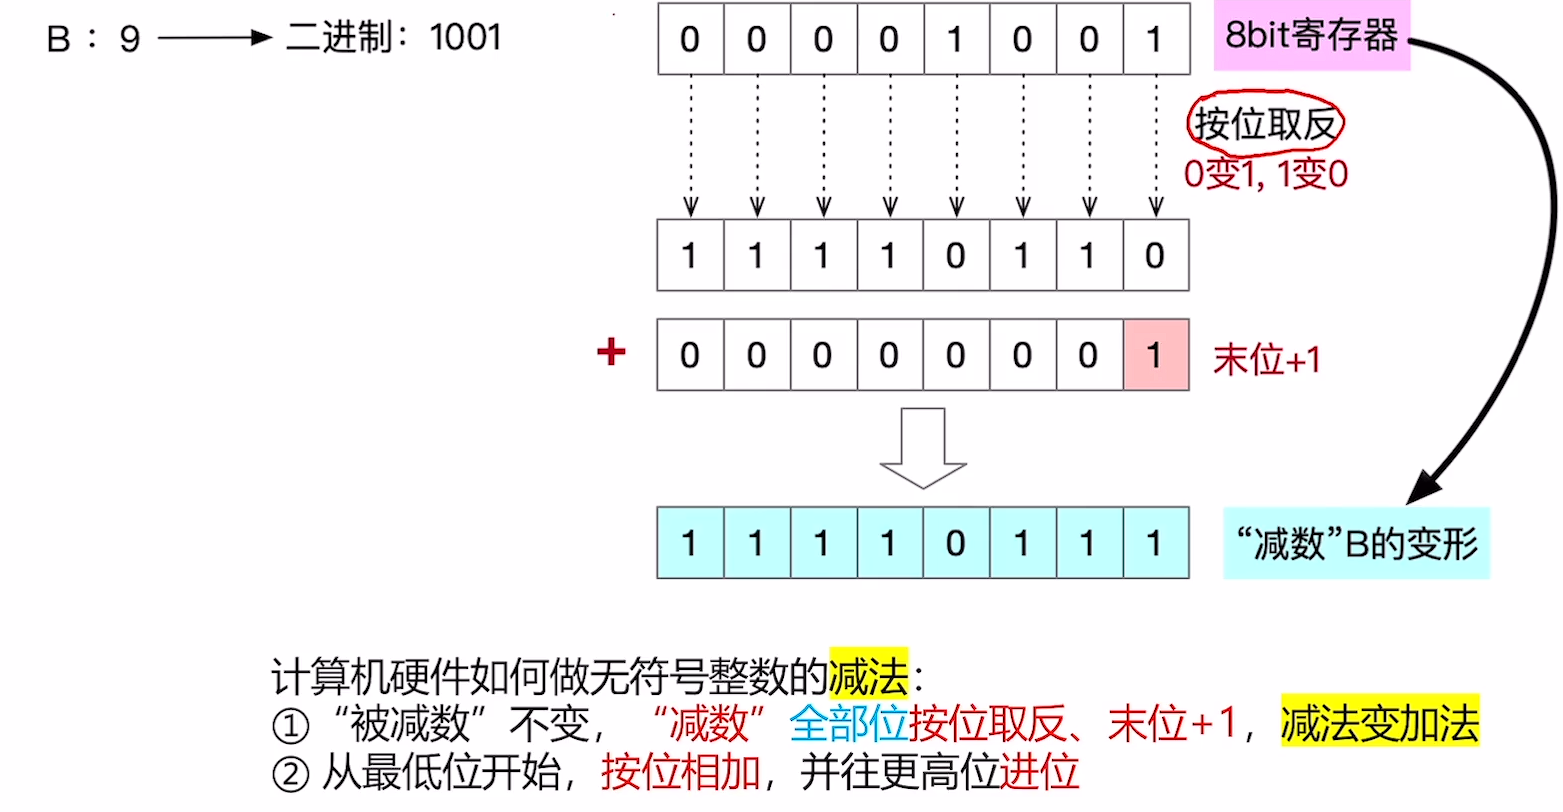 B：9 二进制：1001
0 0 0 0 1 0 0 1 8bit寄存器
按位取反
0变1, 1变0
1 1 1 1 0 1 1 0
+ 0 0 0 0 0 0 0 1 末位+1
1 1 1 1 0 1 1 1 “减数”B的变形
计算机硬件如何做无符号整数的减法：
①“被减数”不变，“减数”全部位按位取反、末位+1，减法变加法
② 从最低位开始，按位相加，并往更高位进位